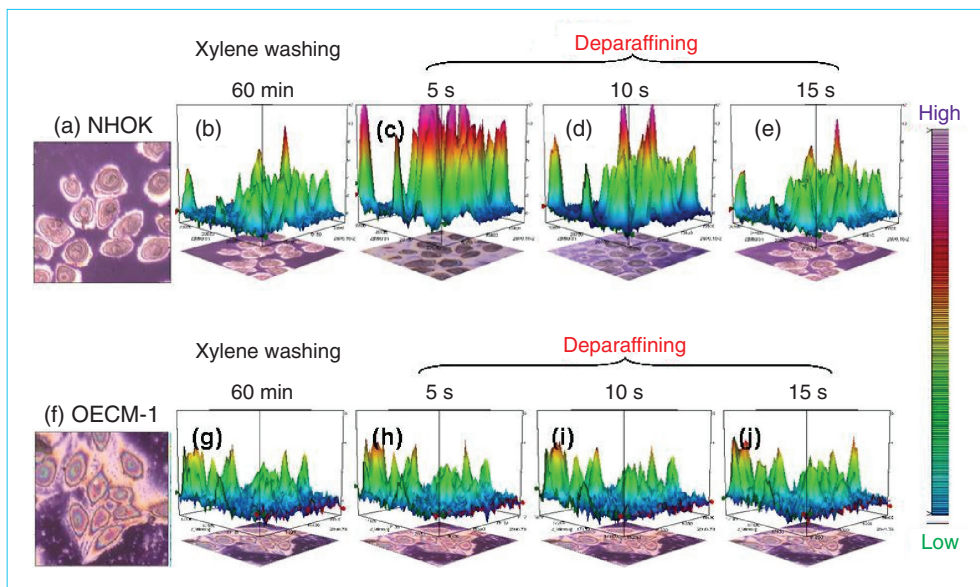 Xylene washing
Deparaffining
60 min
5 s
10 s
15 s
(a) NHOK
(b)
(c)
(d)
(e)
High
Xylene washing
Deparaffining
60 min
5 s
10 s
15 s
(f) OECM-1
(g)
(h)
(i)
(j)
Low